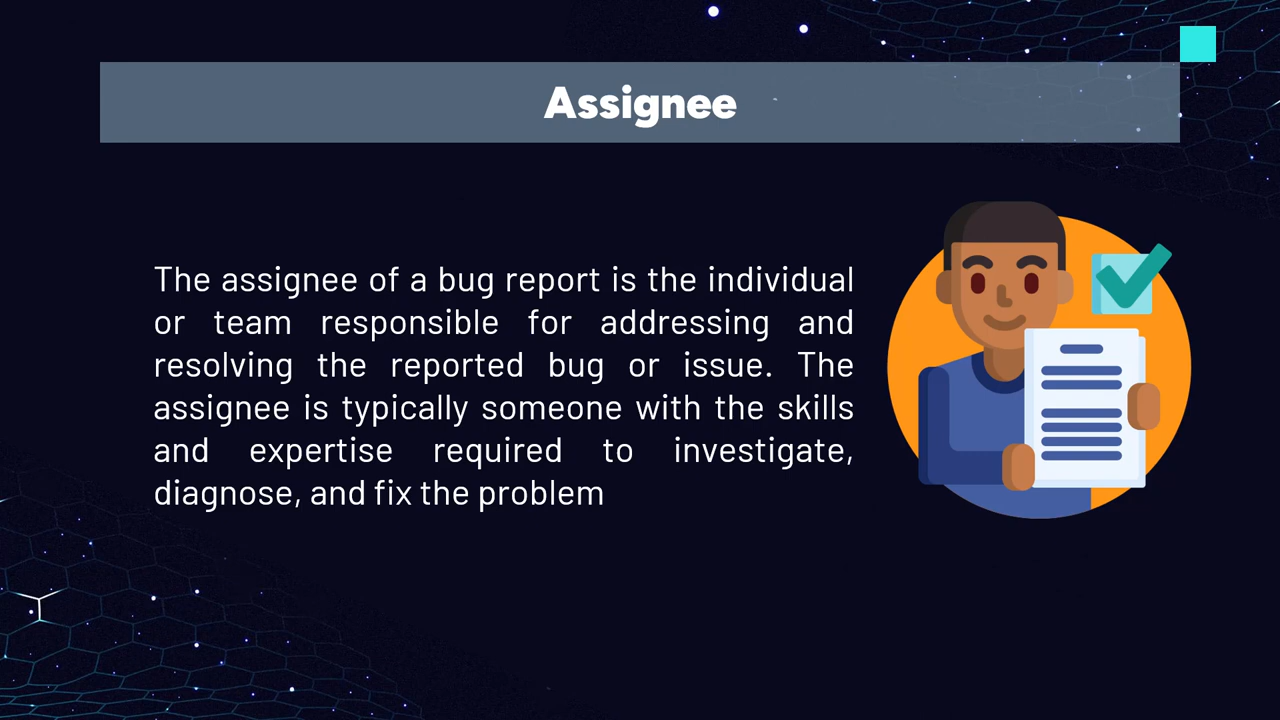 Assignee
The assignee of a bug report is the individual
or team responsible for addressing and
resolving the reported bug or issue. The
assignee is typically someone with the skills
and expertise required to investigate,
diagnose, and fix the problem